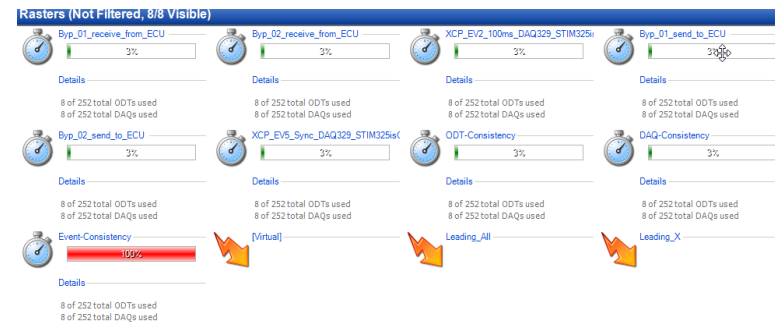 Rasters (Not Filtered, 8/8 Visible)
Byp_01_receive_from_ECU
3%
Details
8 of 252 total ODTs used
8 of 252 total DAQs used
Byp_02_receive_from_ECU
3%
Details
8 of 252 total ODTs used
8 of 252 total DAQs used
XCP_EV2_100ms_DAQ329_STIM325i
3%
Details
8 of 252 total ODTs used
8 of 252 total DAQs used
Byp_01_send_to_ECU
3%
Details
8 of 252 total ODTs used
8 of 252 total DAQs used
Byp_02_send_to_ECU
3%
Details
8 of 252 total ODTs used
8 of 252 total DAQs used
XCP_EV5_Sync_DAQ329_STIM325is
3%
Details
8 of 252 total ODTs used
8 of 252 total DAQs used
ODT-Consistency
3%
Details
8 of 252 total ODTs used
8 of 252 total DAQs used
DAQ-Consistency
3%
Details
8 of 252 total ODTs used
8 of 252 total DAQs used
Event-Consistency
100%
Details
8 of 252 total ODTs used
8 of 252 total DAQs used
[Virtual]
Leading_All
Leading_X